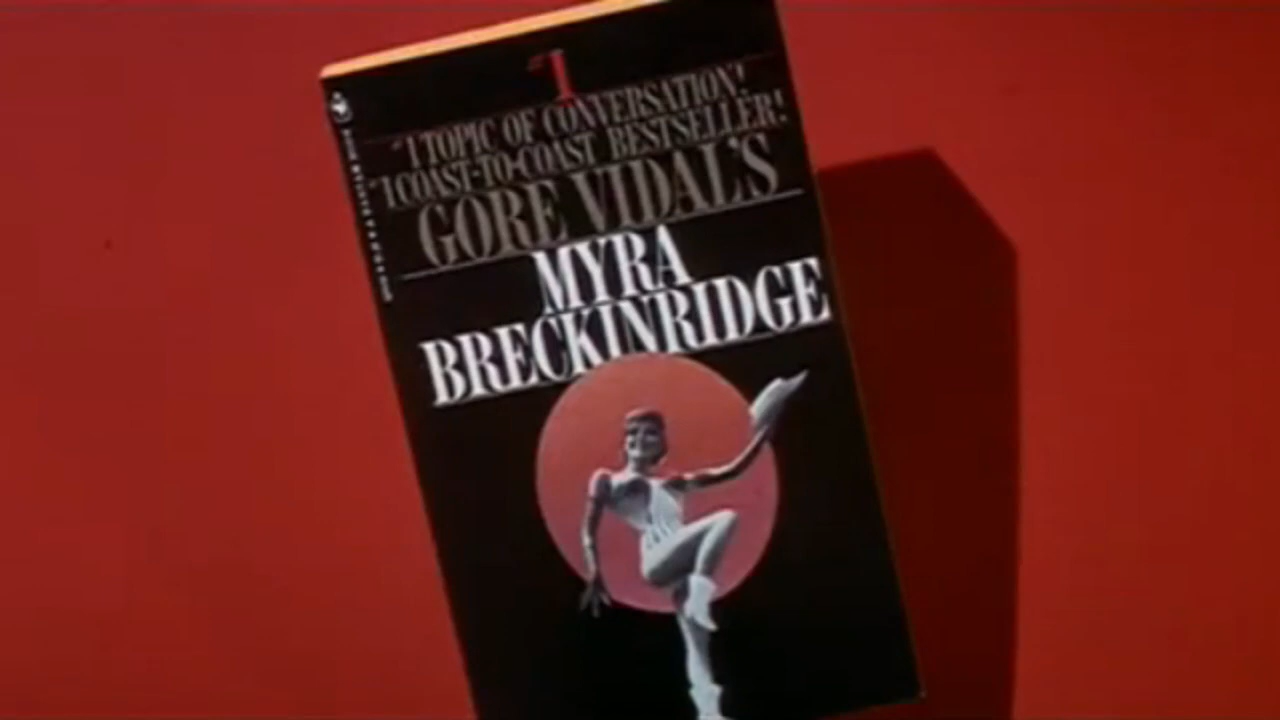 #1
#1 TOPIC OF CONVERSATION!
#1 COAST-TO-COAST BESTSELLER!
GORE VIDAL'S
MYRA
BRECKINRIDGE